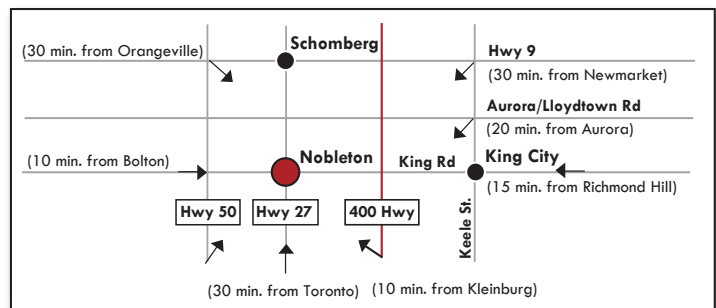 Schomberg
(30 min. from Orangeville)
Hwy 9
(30 min. from Newmarket)
Aurora/Lloydtown Rd
(20 min. from Aurora)
(10 min. from Bolton)
Nobleton
King Rd
King City
(15 min. from Richmond Hill)
Hwy 50
Hwy 27
400 Hwy
Keele St.
(30 min. from Toronto)
(10 min. from Kleinburg)